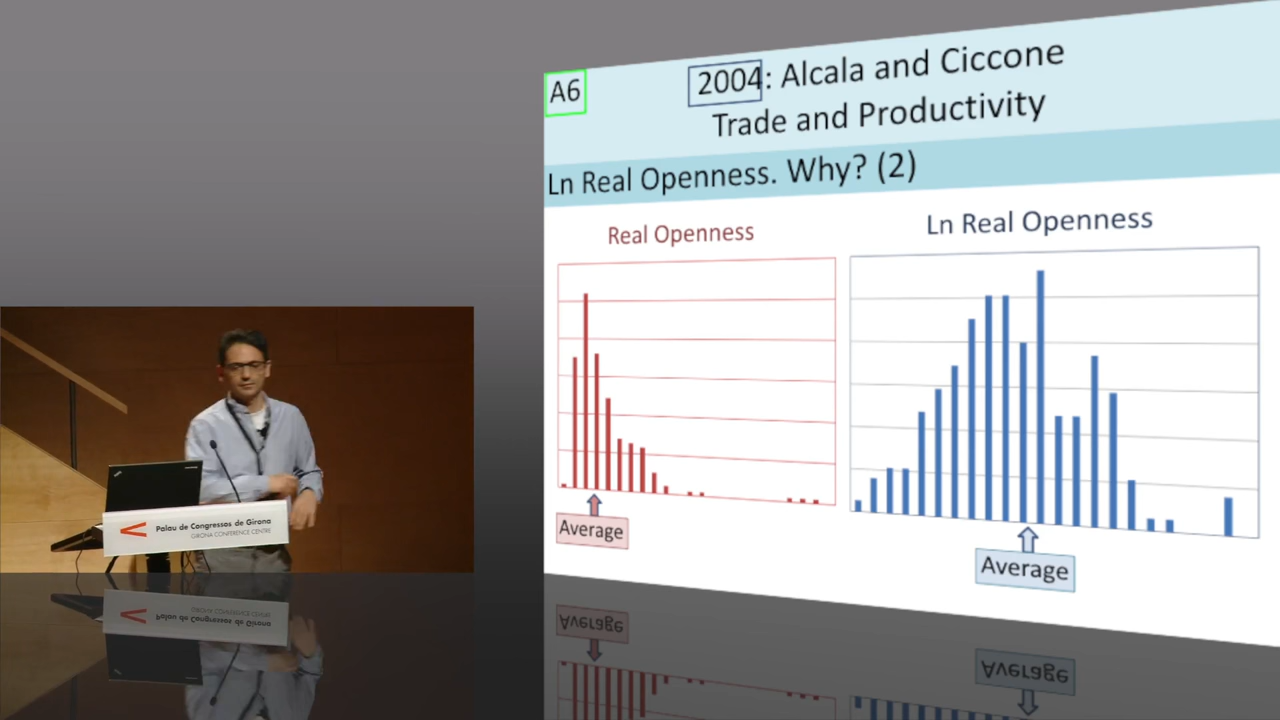 A6
2004: Alcala and Ciccone
Trade and Productivity
Ln Real Openness. Why? (2)
Real Openness
Ln Real Openness
Average
Average
Palau de Congressos de Girona
GIRONA CONFERENCE CENTRE